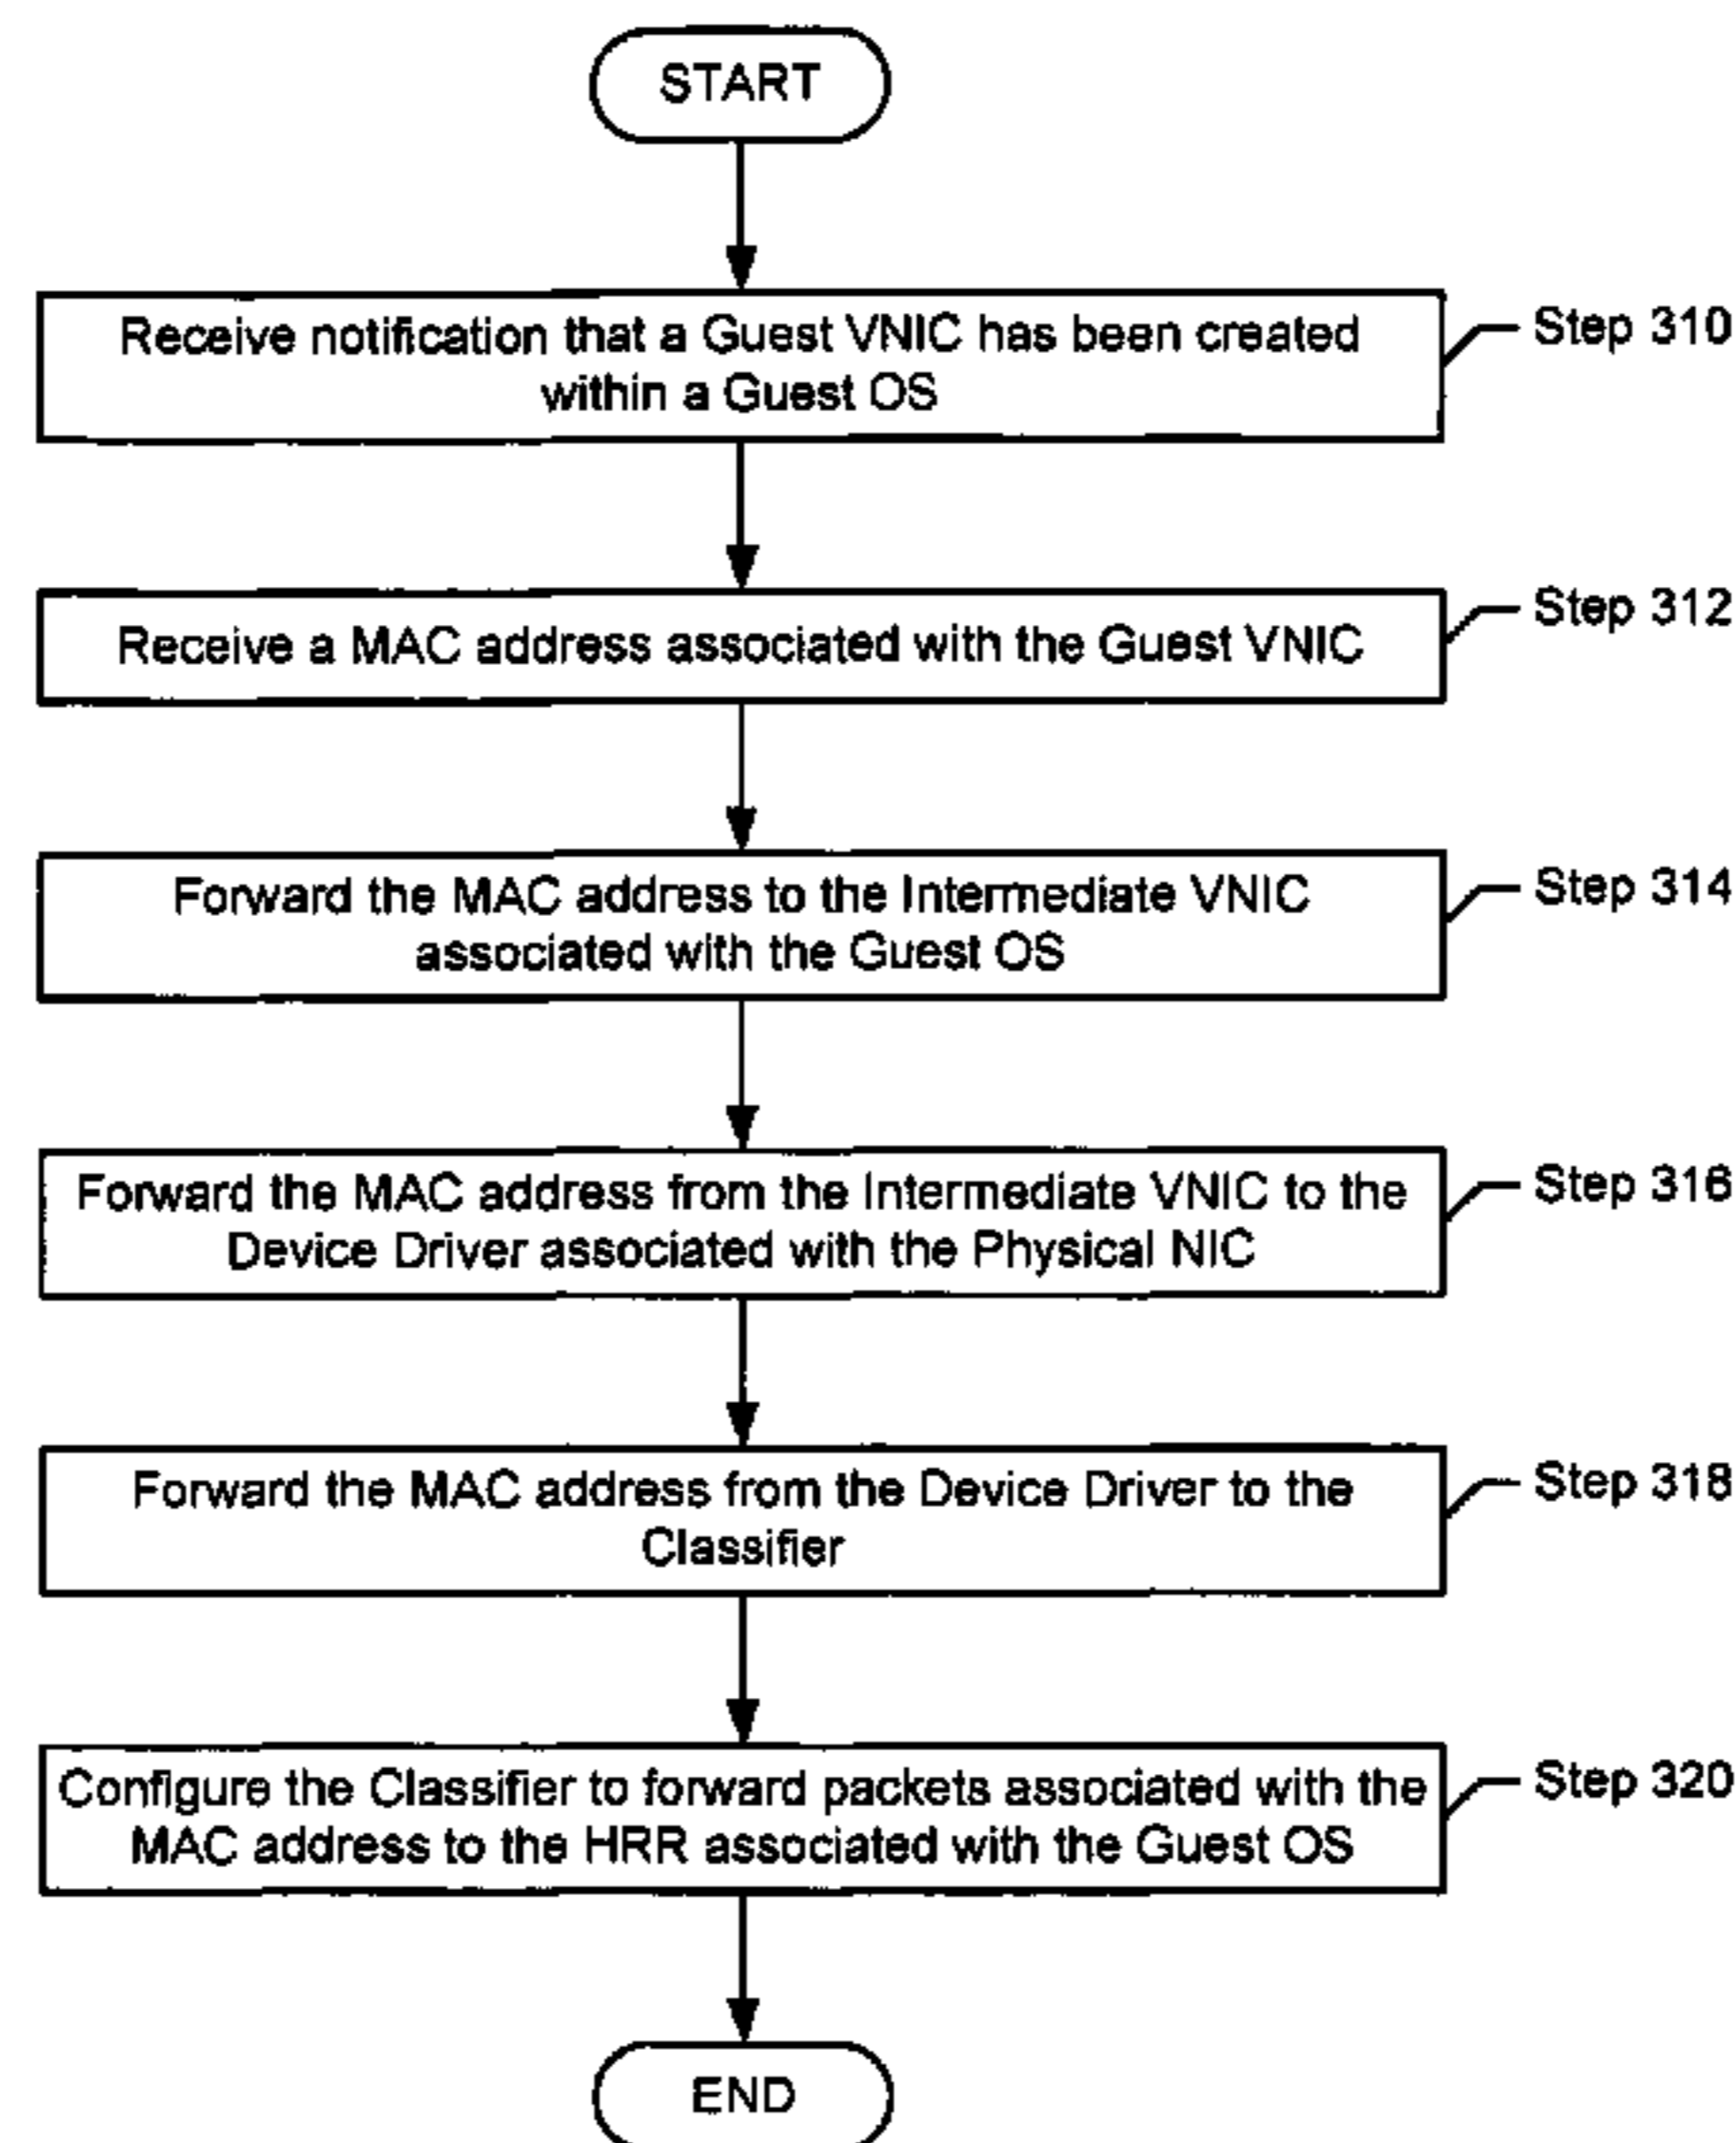 START
Receive notification that a Guest VNIC has been created
within a Guest OS
Step 310
Receive a MAC address associated with the Guest VNIC
Step 312
Forward the MAC address to the Intermediate VNIC
associated with the Guest OS
Step 314
Forward the MAC address from the Intermediate VNIC to the
Device Driver associated with the Physical NIC
Step 316
Forward the MAC address from the Device Driver to the
Classifier
Step 318
Configure the Classifier to forward packets associated with the
MAC address to the HRR associated with the Guest OS
Step 320
END